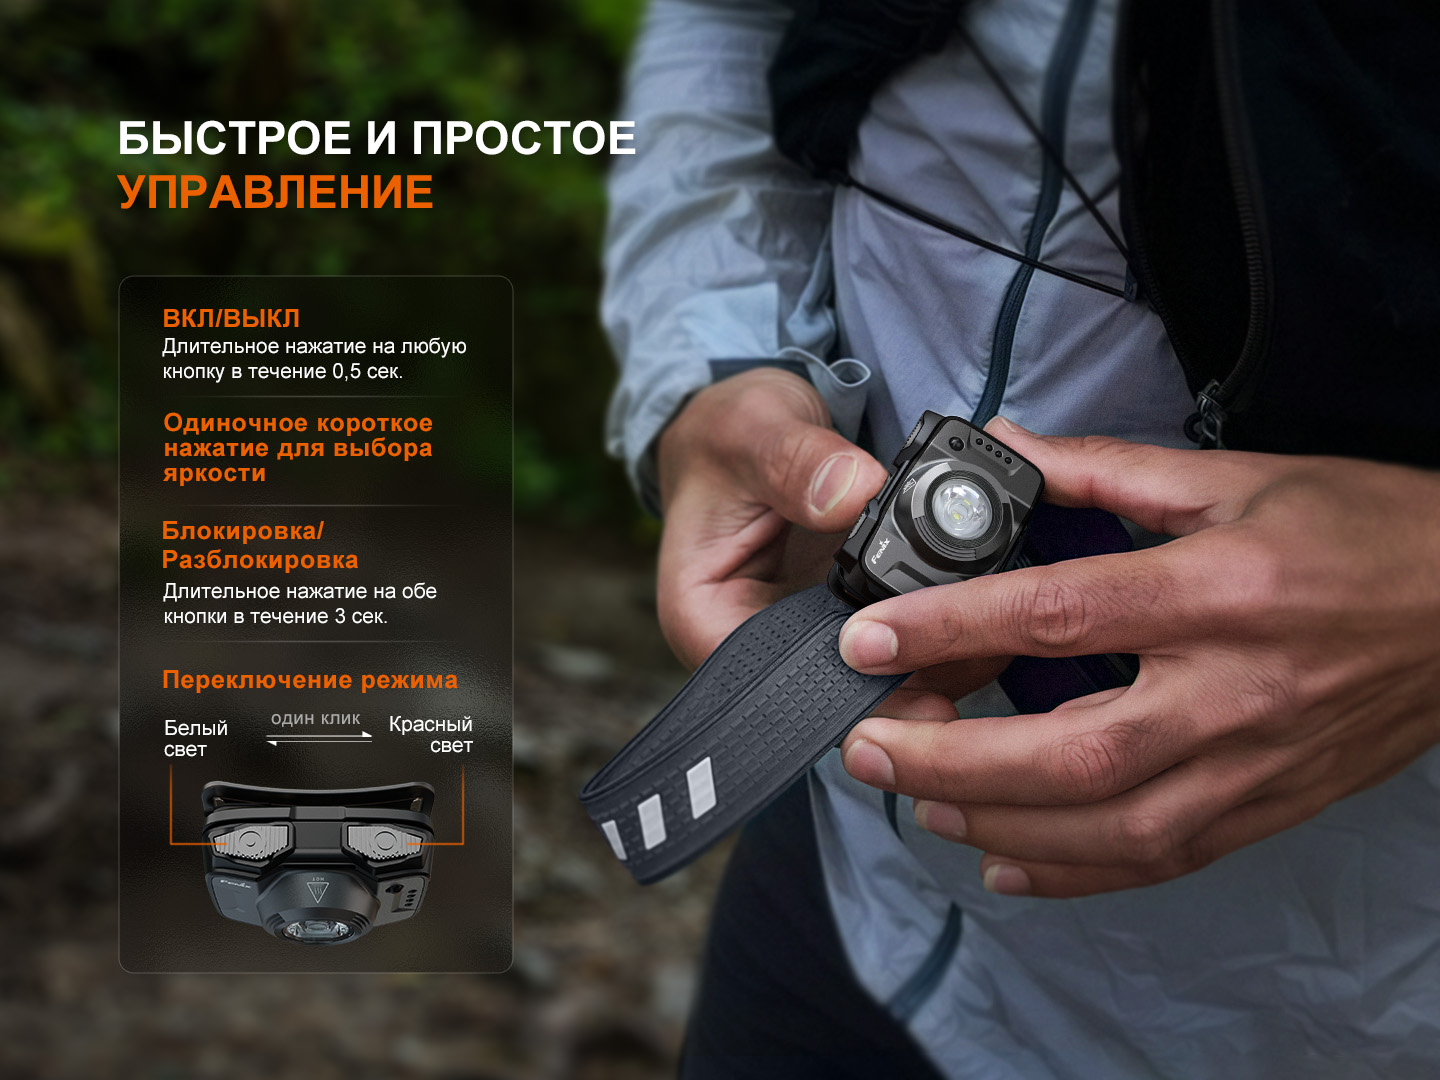 БЫСТРОЕ И ПРОСТОЕ
УПРАВЛЕНИЕ
ВКЛ/ВЫКЛ
Длительное нажатие на любую
кнопку в течение 0,5 сек.
Одиночное короткое
нажатие для выбора
яркости
Блокировка/
Разблокировка
Длительное нажатие на обе
кнопки в течение 3 сек.
Переключение режима
Белый
свет
ОДИН КЛИК
Красный
свет
HOT
FENIX
FENIX